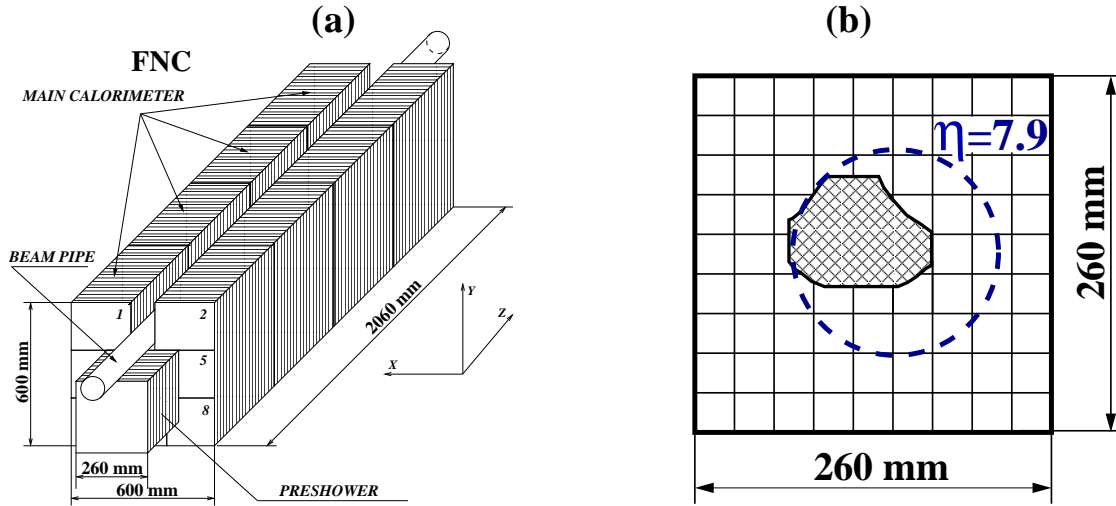 (a)
FNC
MAIN CALORIMETER
BEAM PIPE
1
2
5
8
600 mm
2060 mm
Y
Z
X
260 mm
600 mm
PRESHOWER
(b)
η=7.9
260 mm
260 mm